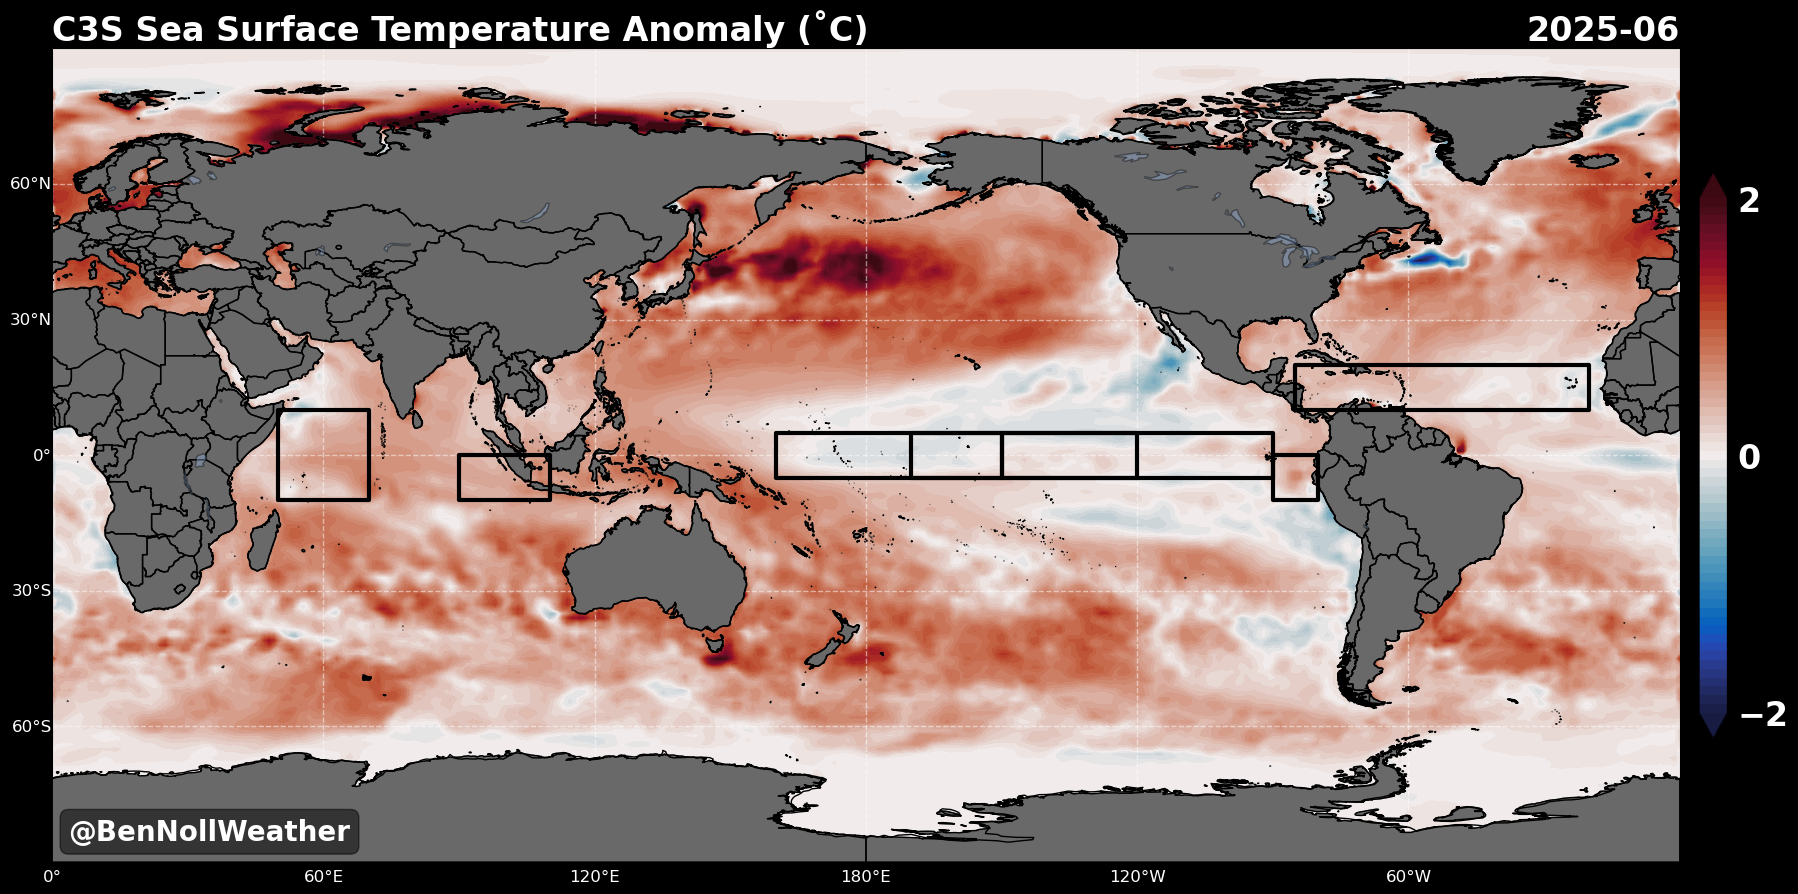 C3S Sea Surface Temperature Anomaly (˚C) 2025-06
60°N
30°N
0°
30°S
60°S
2
0
−2
@BenNollWeather
0° 60°E 120°E 180°E 120°W 60°W